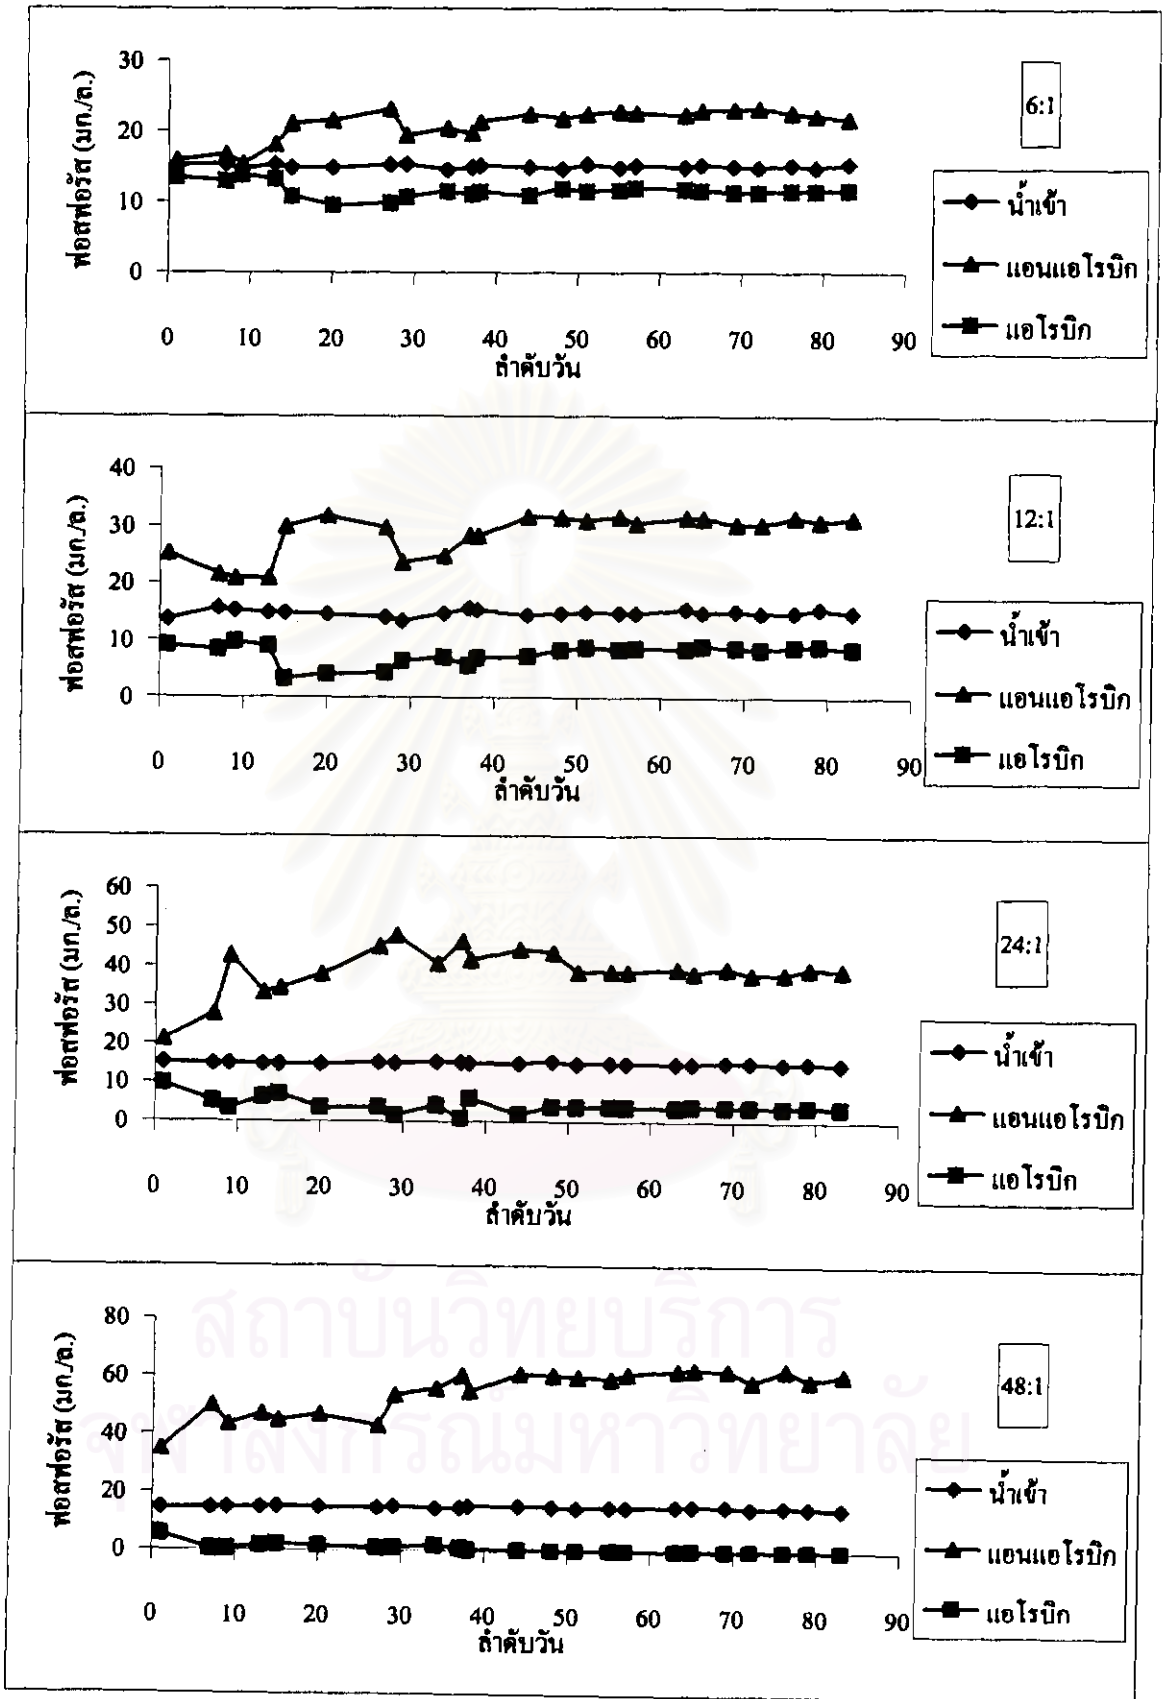 30
20
10
0
ฟอสฟอรัส (มก./ล.)
0 10 20 30 40 50 60 70 80 90
ลำดับวัน
6:1
น้ำเข้า
แอนแอโรบิก
แอโรบิก
40
30
20
10
0
ฟอสฟอรัส (มก./ล.)
0 10 20 30 40 50 60 70 80 90
ลำดับวัน
12:1
น้ำเข้า
แอนแอโรบิก
แอโรบิก
60
50
40
30
20
10
0
ฟอสฟอรัส (มก./ล.)
0 10 20 30 40 50 60 70 80 90
ลำดับวัน
24:1
น้ำเข้า
แอนแอโรบิก
แอโรบิก
80
60
40
20
0
ฟอสฟอรัส (มก./ล.)
0 10 20 30 40 50 60 70 80 90
ลำดับวัน
48:1
น้ำเข้า
แอนแอโรบิก
แอโรบิก
สถาบันวิทยบริการ
จุฬาลงกรณ์มหาวิทยาลัย